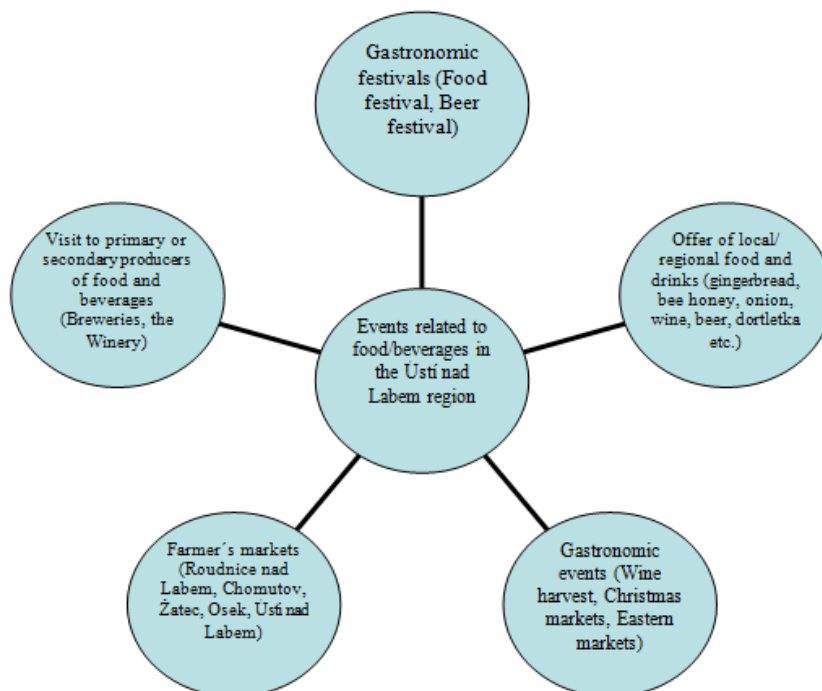 Gastronomic
festivals (Food
festival, Beer
festival)
Visit to primary or
secondary producers
of food and
beverages
(Breweries, the
Winery)
Offer of local/
regional food and
drinks (gingerbread,
bee honey, onion,
wine, beer, dortletka
etc.)
Events related to
food/beverages in
the Ústí nad
Labem region
Farmer´s markets
(Roudnice nad
Labem, Chomutov,
Žatec, Osek, Ústí nad
Labem)
Gastronomic
events (Wine
harvest, Christmas
markets, Eastern
markets)